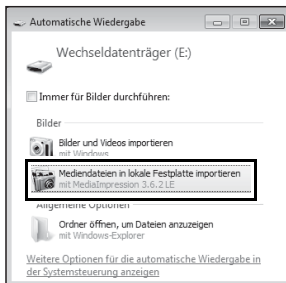 Automatische Wiedergabe
Wechseldatenträger (E:)
Immer für Bilder durchführen:
Bilder
Bilder und Videos importieren
mit Windows
Mediendateien in lokale Festplatte importieren
mit MediaImpression 3.6.2 LE
Allgemeine Optionen
Ordner öffnen, um Dateien anzuzeigen
mit Windows-Explorer
Weitere Optionen für die automatische Wiedergabe in
der Systemsteuerung anzeigen